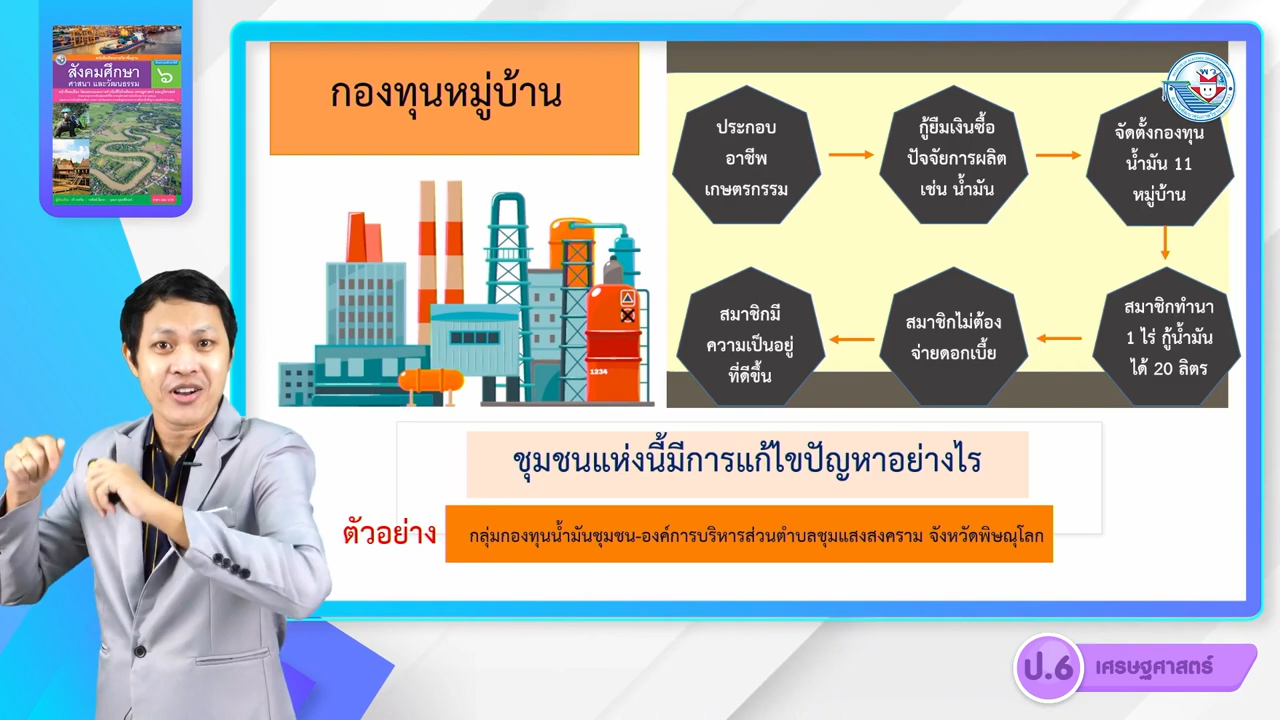 สังคมศึกษา
ศาสนา และวัฒนธรรม
๖
กองทุนหมู่บ้าน
ประกอบ
อาชีพ
เกษตรกรรม
กู้ยืมเงินซื้อ
ปัจจัยการผลิต
เช่น น้ำมัน
จัดตั้งกองทุน
น้ำมัน 11
หมู่บ้าน
สมาชิกทำนา
1 ไร่ กู้น้ำมัน
ได้ 20 ลิตร
สมาชิกไม่ต้อง
จ่ายดอกเบี้ย
สมาชิกมี
ความเป็นอยู่
ที่ดีขึ้น
1234
ชุมชนแห่งนี้มีการแก้ไขปัญหาอย่างไร
ตัวอย่าง
กลุ่มกองทุนน้ำมันชุมชน-องค์การบริหารส่วนตำบลชุมแสงสงคราม จังหวัดพิษณุโลก
ป.6 เศรษฐศาสตร์